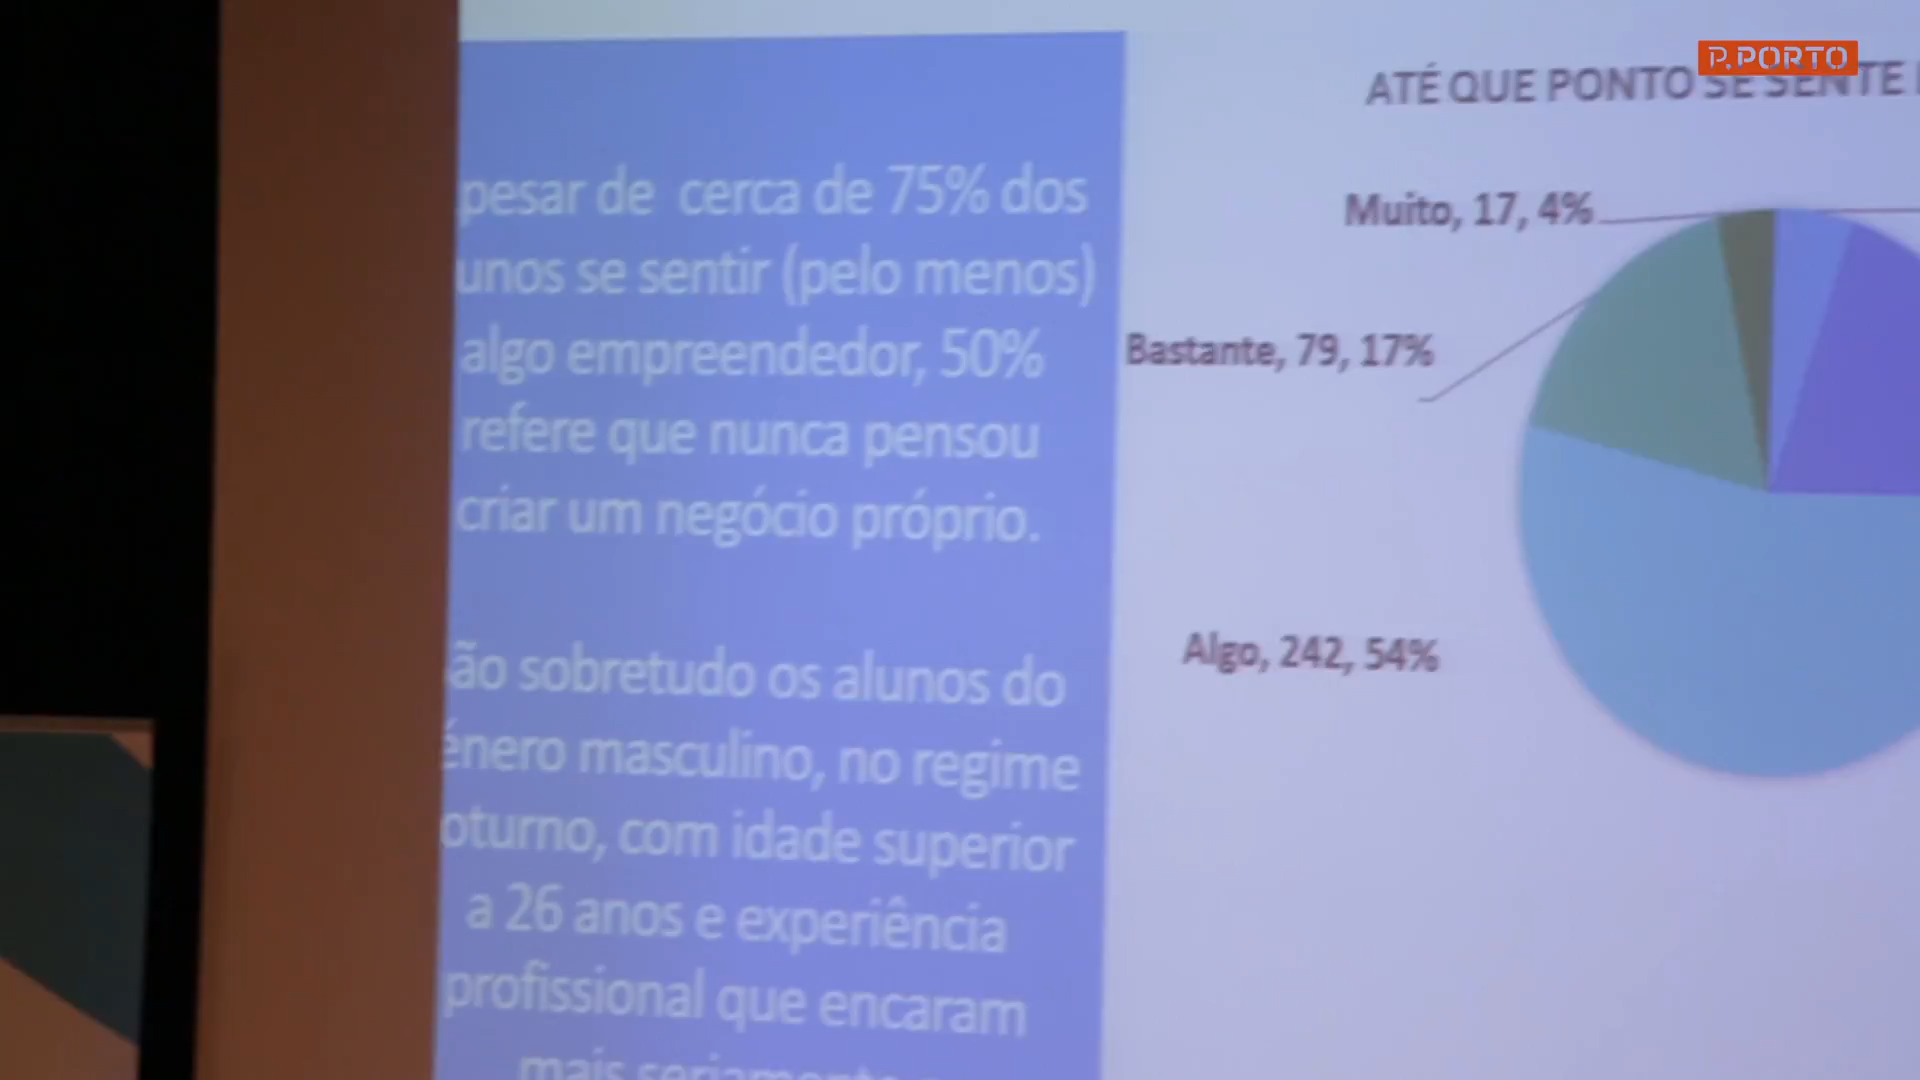 P.PORTO
pesar de cerca de 75% dos
unos se sentir (pelo menos)
algo empreendedor, 50%
refere que nunca pensou
criar um negócio próprio.
ão sobretudo os alunos do
énero masculino, no regime
oturno, com idade superior
a 26 anos e experiência
profissional que encaram
mais seriamente
ATÉ QUE PONTO SE SENTE
Muito, 17, 4%
Bastante, 79, 17%
Algo, 242, 54%